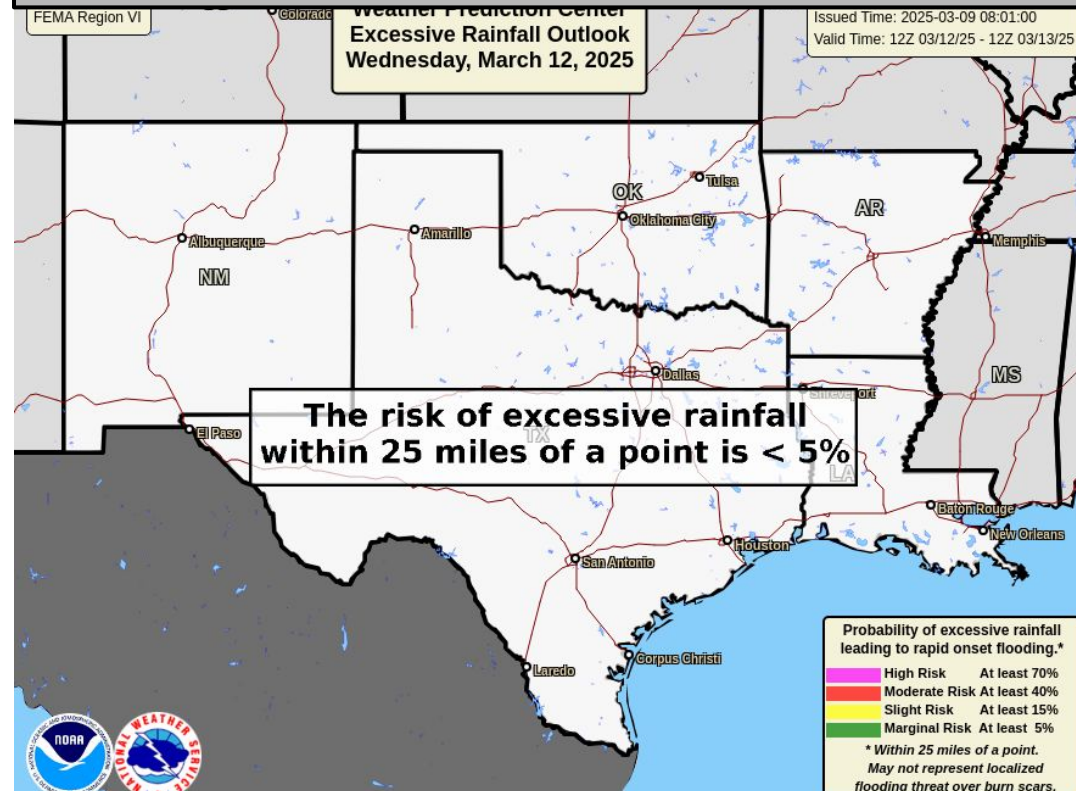 FEMA Region VI
Weather Prediction Center
Excessive Rainfall Outlook
Wednesday, March 12, 2025
Issued Time: 2025-03-09 08:01:00
Valid Time: 12Z 03/12/25 - 12Z 03/13/25
Colorado
OK
Tulsa
Oklahoma City
AR
Albuquerque
Amarillo
Memphis
NM
Dallas
MS
Shreveport
The risk of excessive rainfall
within 25 miles of a point is < 5%
El Paso
TX
LA
Baton Rouge
New Orleans
Houston
San Antonio
Corpus Christi
Laredo
Probability of excessive rainfall
leading to rapid onset flooding.*
High Risk At least 70%
Moderate Risk At least 40%
Slight Risk At least 15%
Marginal Risk At least 5%
* Within 25 miles of a point.
May not represent localized
flooding threat over burn scars.
NOAA
NATIONAL WEATHER SERVICE